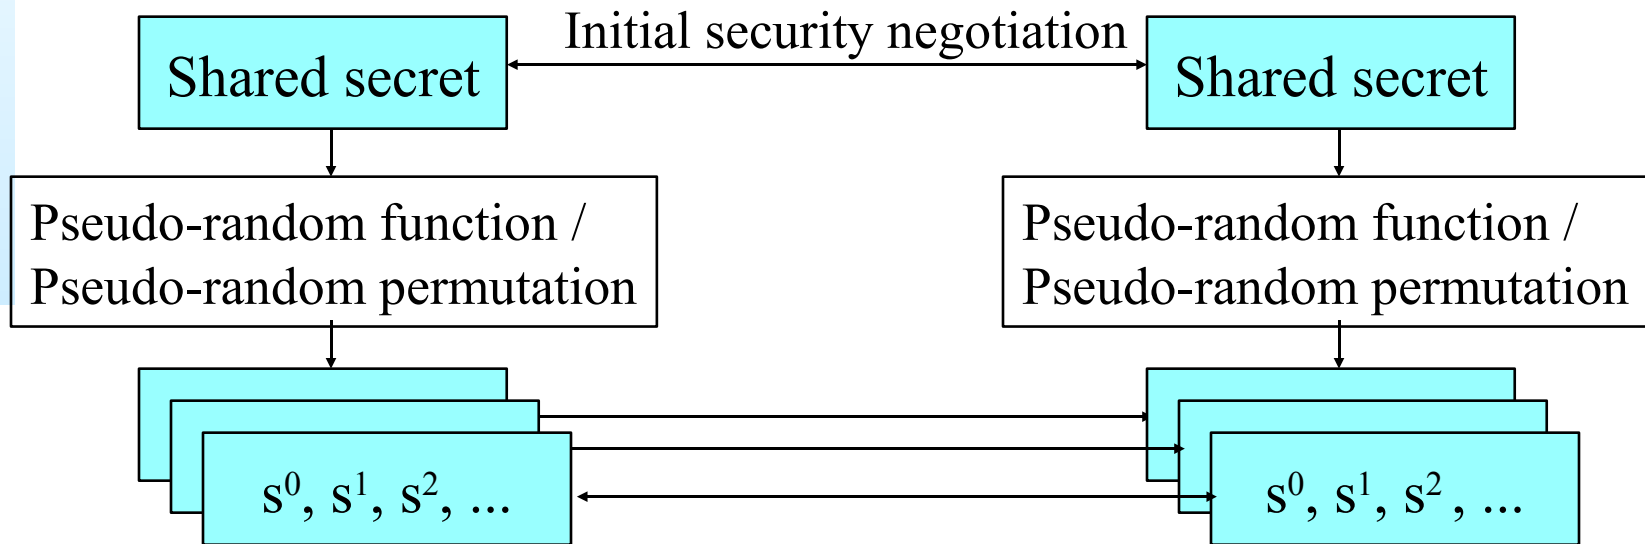 Initial security negotiation
Shared secret
Shared secret
Pseudo-random function /
Pseudo-random permutation
Pseudo-random function /
Pseudo-random permutation
s⁰, s¹, s², ...
s⁰, s¹, s², ...